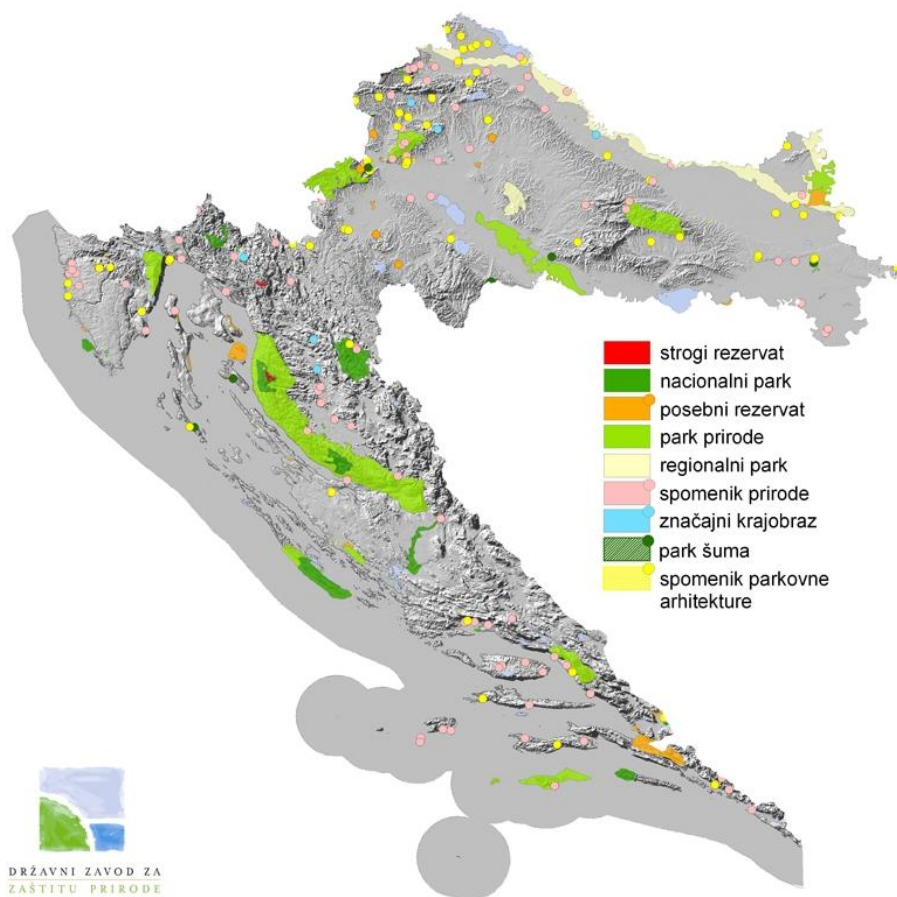 strogi rezervat
nacionalni park
posebni rezervat
park prirode
regionalni park
spomenik prirode
značajni krajobraz
park šuma
spomenik parkovne
arhitekture
DRŽAVNI ZAVOD ZA
ZAŠTITU PRIRODE